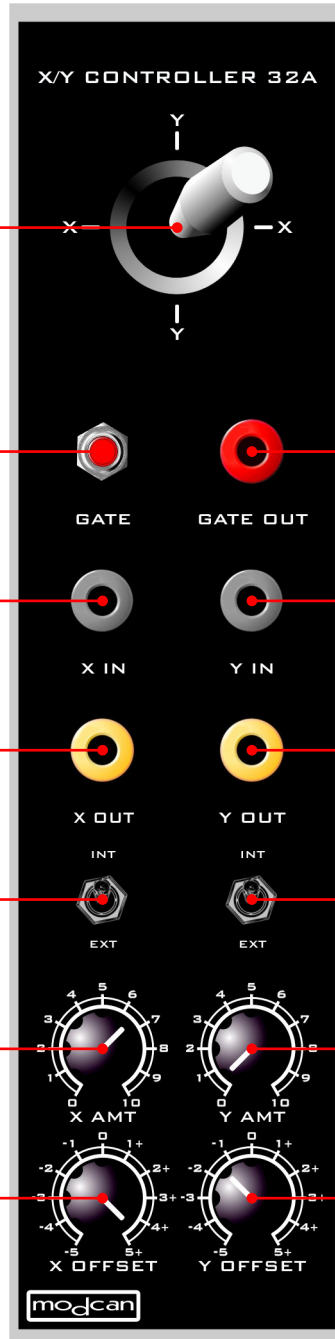 X/Y CONTROLLER 32A
Y
X X
Y
GATE GATE OUT
X IN Y IN
X OUT Y OUT
INT INT
EXT EXT
0 1 2 3 4 5 6 7 8 9 10
X AMT
0 1 2 3 4 5 6 7 8 9 10
Y AMT
-5 -4 -3 -2 -1 0 1+ 2+ 3+ 4+ 5+
X OFFSET
-5 -4 -3 -2 -1 0 1+ 2+ 3+ 4+ 5+
Y OFFSET
modcan